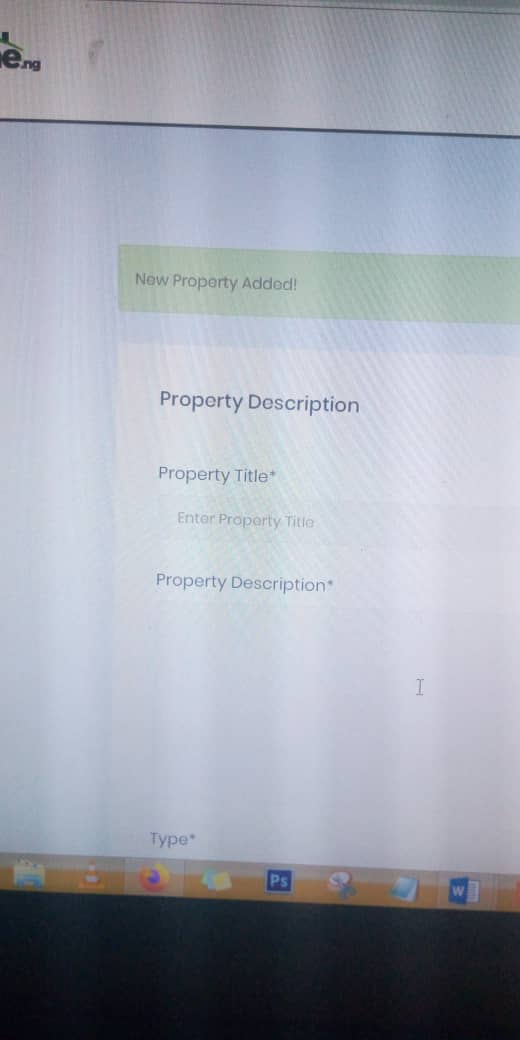 e.ng
New Property Added!
Property Description
Property Title*
Enter Property Title
Property Description*
Type*
Ps
W